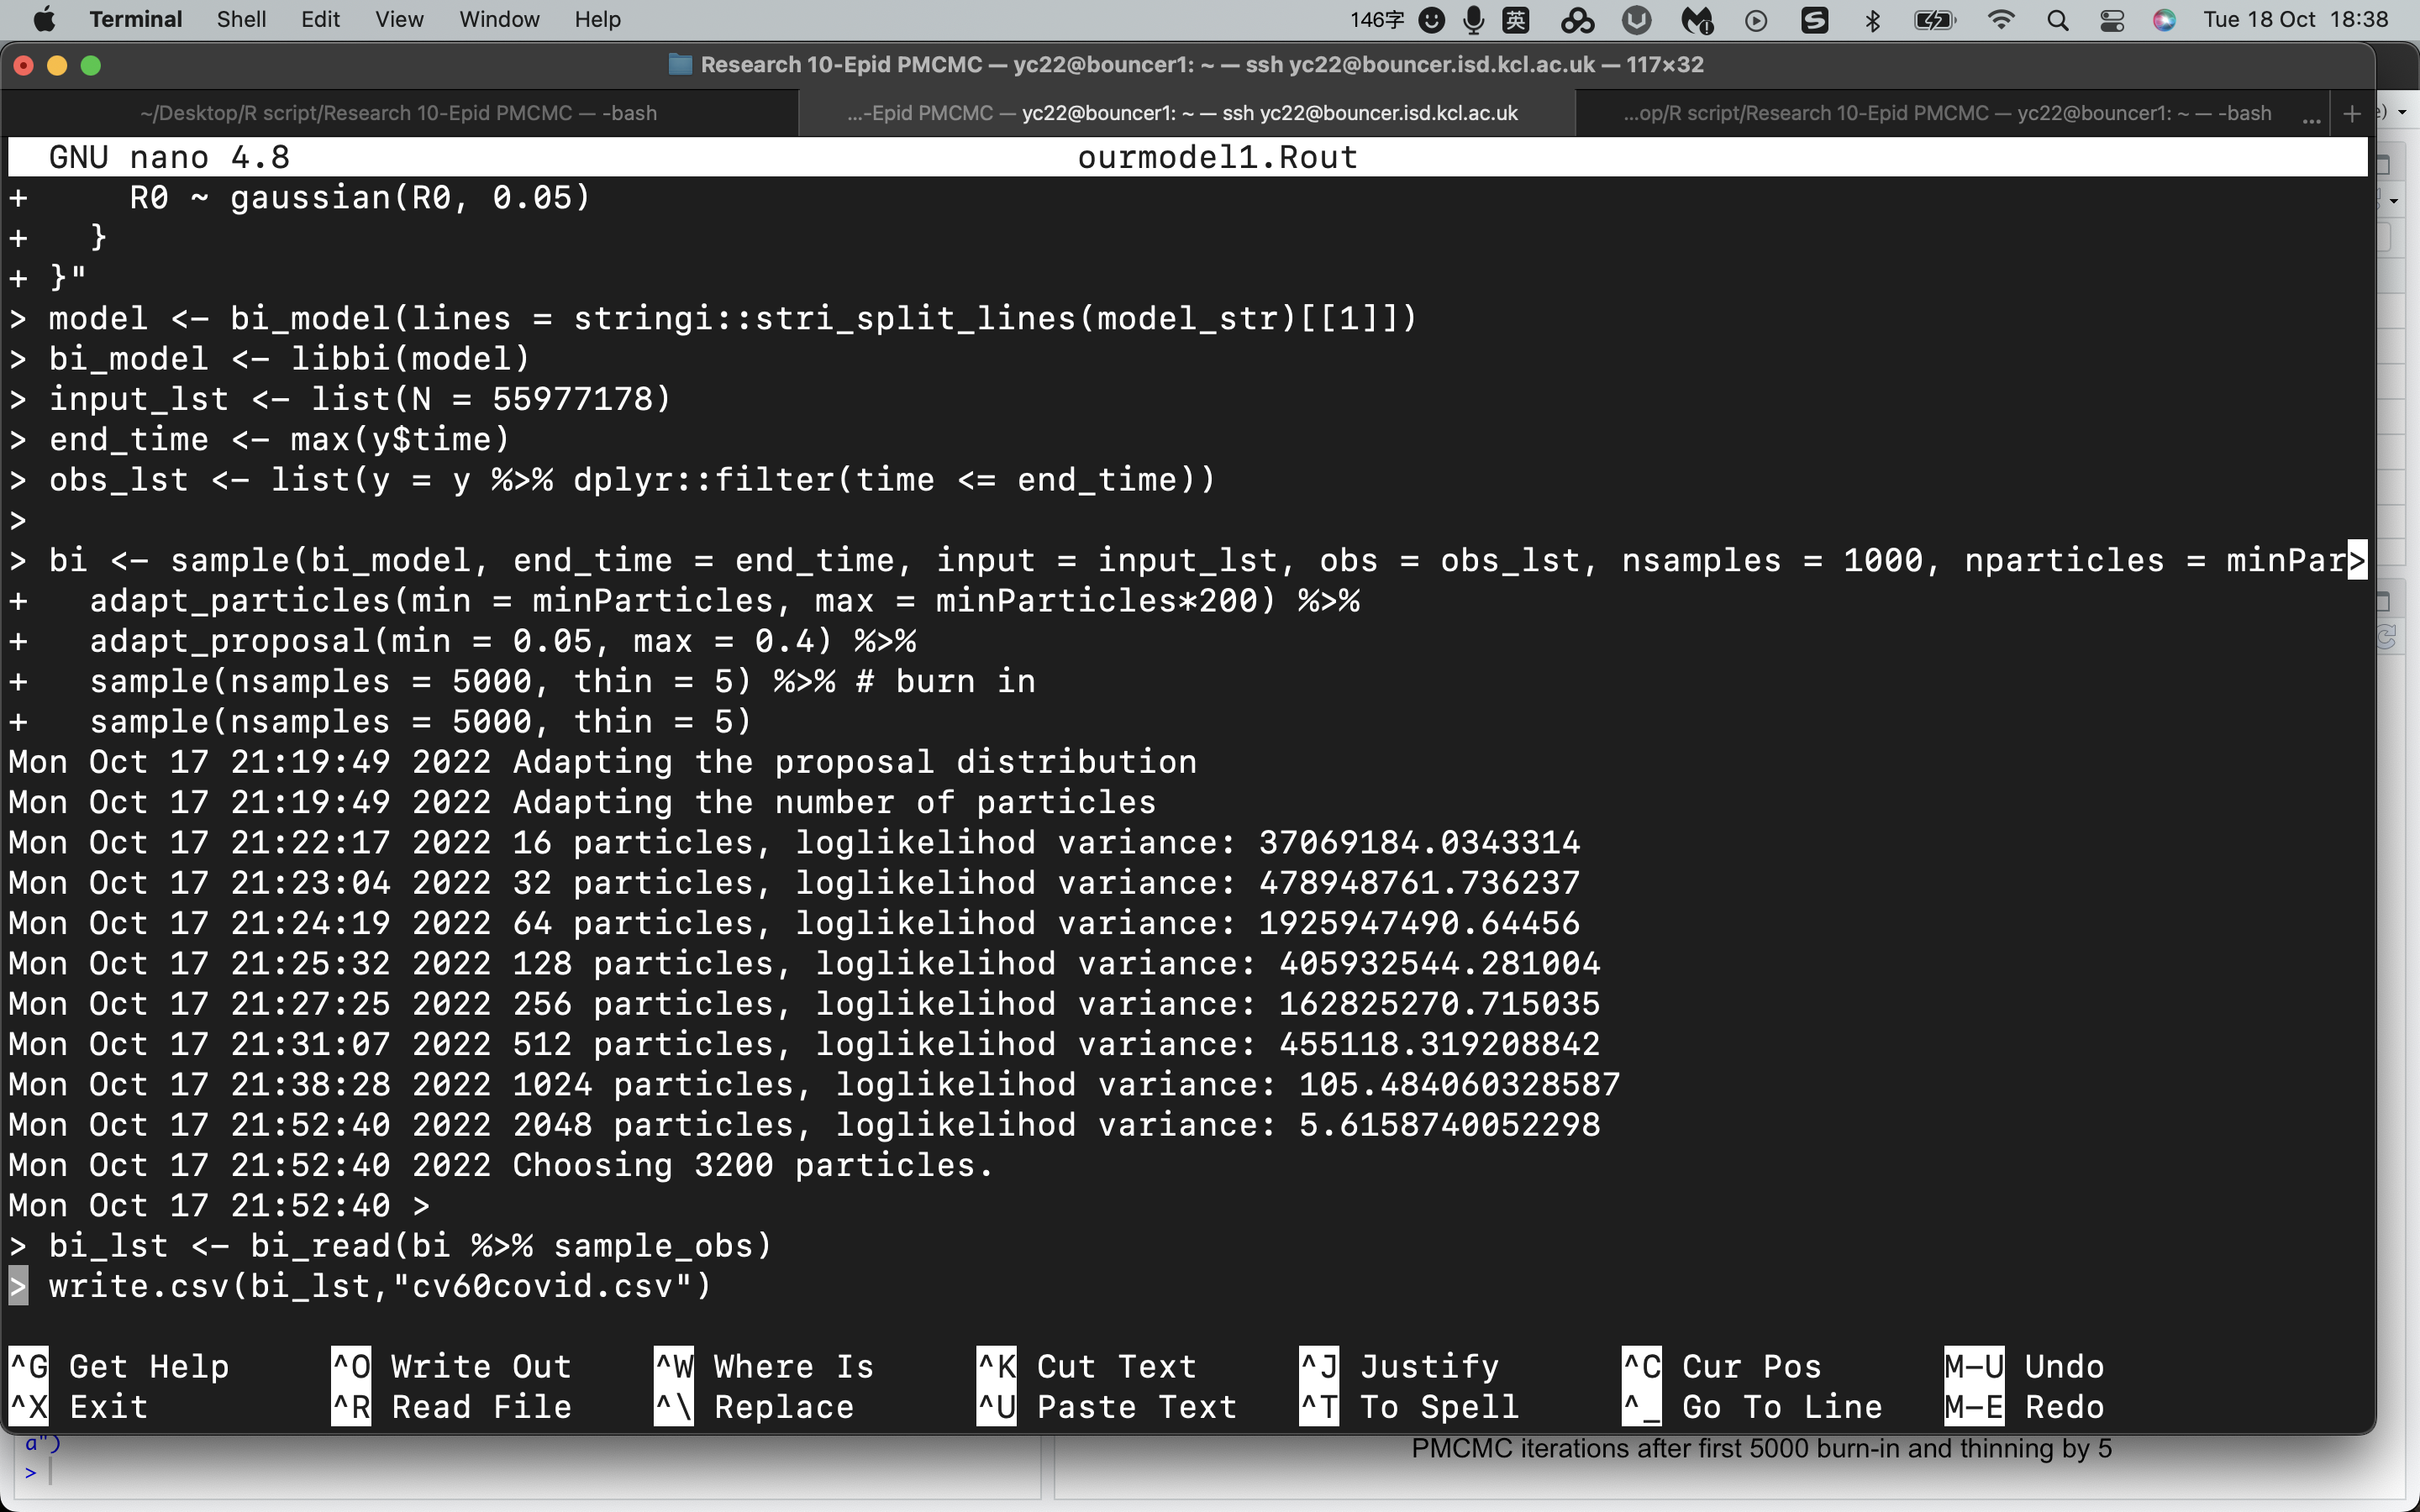 Terminal Shell Edit View Window Help 146字 英 Tue 18 Oct 18:38
Research 10-Epid PMCMC — yc22@bouncer1: ~ — ssh yc22@bouncer.isd.kcl.ac.uk — 117×32
~/Desktop/R script/Research 10-Epid PMCMC — -bash ...-Epid PMCMC — yc22@bouncer1: ~ — ssh yc22@bouncer.isd.kcl.ac.uk ...op/R script/Research 10-Epid PMCMC — yc22@bouncer1: ~ — -bash ... +
GNU nano 4.8 ourmodel1.Rout
+     R0 ~ gaussian(R0, 0.05)
+   }
+ }"
> model <- bi_model(lines = stringi::stri_split_lines(model_str)[[1]])
> bi_model <- libbi(model)
> input_lst <- list(N = 55977178)
> end_time <- max(y$time)
> obs_lst <- list(y = y %>% dplyr::filter(time <= end_time))
>
> bi <- sample(bi_model, end_time = end_time, input = input_lst, obs = obs_lst, nsamples = 1000, nparticles = minPar>
+   adapt_particles(min = minParticles, max = minParticles*200) %>%
+   adapt_proposal(min = 0.05, max = 0.4) %>%
+   sample(nsamples = 5000, thin = 5) %>% # burn in
+   sample(nsamples = 5000, thin = 5)
Mon Oct 17 21:19:49 2022 Adapting the proposal distribution
Mon Oct 17 21:19:49 2022 Adapting the number of particles
Mon Oct 17 21:22:17 2022 16 particles, loglikelihod variance: 37069184.0343314
Mon Oct 17 21:23:04 2022 32 particles, loglikelihod variance: 478948761.736237
Mon Oct 17 21:24:19 2022 64 particles, loglikelihod variance: 1925947490.64456
Mon Oct 17 21:25:32 2022 128 particles, loglikelihod variance: 405932544.281004
Mon Oct 17 21:27:25 2022 256 particles, loglikelihod variance: 162825270.715035
Mon Oct 17 21:31:07 2022 512 particles, loglikelihod variance: 455118.319208842
Mon Oct 17 21:38:28 2022 1024 particles, loglikelihod variance: 105.484060328587
Mon Oct 17 21:52:40 2022 2048 particles, loglikelihod variance: 5.6158740052298
Mon Oct 17 21:52:40 2022 Choosing 3200 particles.
Mon Oct 17 21:52:40 >
> bi_lst <- bi_read(bi %>% sample_obs)
> write.csv(bi_lst,"cv60covid.csv")
^G Get Help ^O Write Out ^W Where Is ^K Cut Text ^J Justify ^C Cur Pos M-U Undo
^X Exit ^R Read File ^\ Replace ^U Paste Text ^T To Spell ^_ Go To Line M-E Redo
a")
>
PMCMC iterations after first 5000 burn-in and thinning by 5